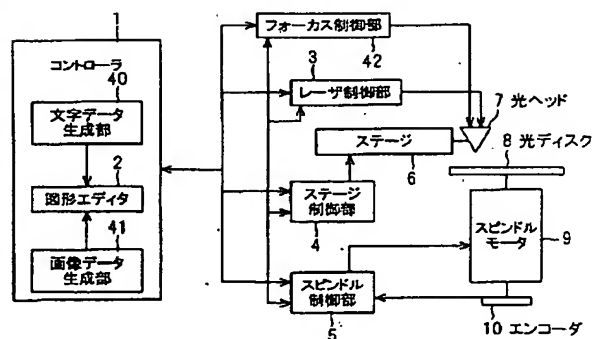 1
コントローラ
40
文字データ
生成部
2
図形エディタ
41
画像データ
生成部
フォーカス制御部
42
3
レーザ制御部
7 光ヘッド
ステージ
6
8 光ディスク
ステージ
制御部
4
スピンドル
モータ
9
スピンドル
制御部
5
10 エンコーダ